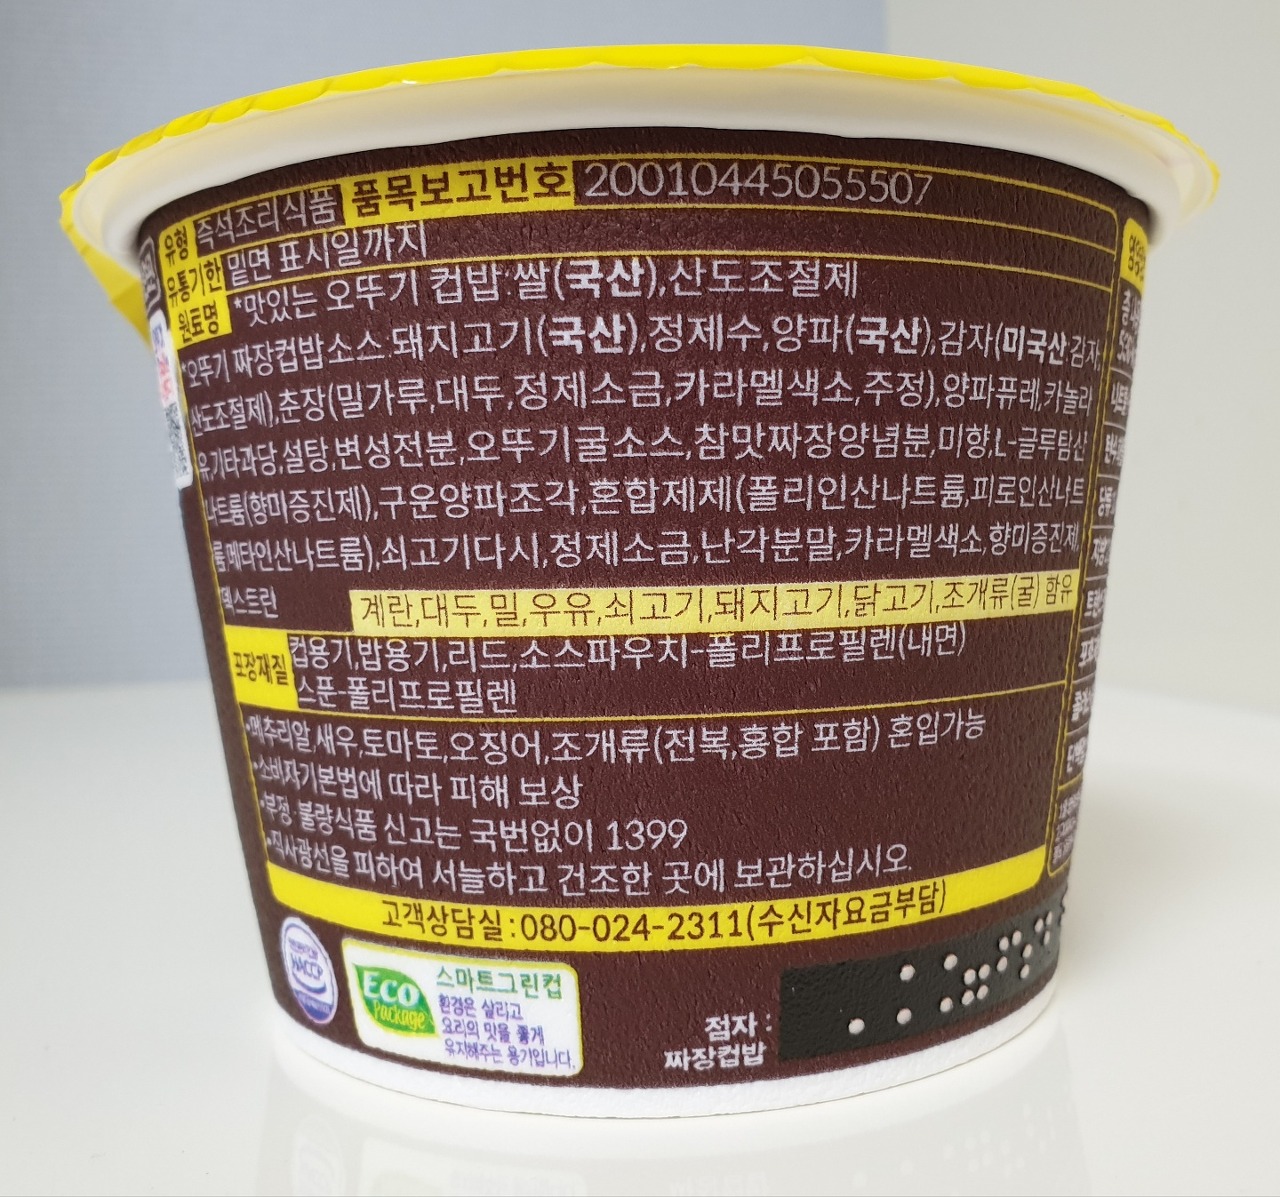 유형 즉석조리식품 품목보고번호 20010445055507
유통기한 밑면 표시일까지
원료명 *맛있는 오뚜기 컵밥:쌀(국산),산도조절제
*오뚜기 짜장컵밥소스:돼지고기(국산),정제수,양파(국산),감자(미국산:감자,
산도조절제),춘장(밀가루,대두,정제소금,카라멜색소,주정),양파퓨레,카놀라
유,기타과당,설탕,변성전분,오뚜기굴소스,참맛짜장양념분,미향,L-글루탐산
나트륨(향미증진제),구운양파조각,혼합제제(폴리인산나트륨,피로인산나트
륨,메타인산나트륨),쇠고기다시,정제소금,난각분말,카라멜색소,향미증진제,
덱스트린 계란,대두,밀,우유,쇠고기,돼지고기,닭고기,조개류(굴) 함유
포장재질 컵용기,밥용기,리드,소스파우치-폴리프로필렌(내면)
스푼-폴리프로필렌
•메추리알,새우,토마토,오징어,조개류(전복,홍합 포함) 혼입가능
•소비자기본법에 따라 피해 보상
•부정·불량식품 신고는 국번없이 1399
•직사광선을 피하여 서늘하고 건조한 곳에 보관하십시오.
고객상담실:080-024-2311(수신자요금부담)
HACCP
ECO
Package
스마트그린컵
환경은 살리고
요리의 맛을 좋게
유지해주는 용기입니다.
점자:
짜장컵밥